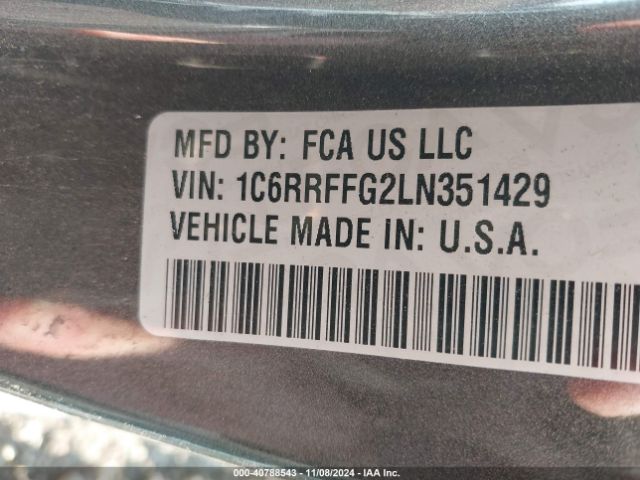 MFD BY: FCA US LLC
VIN: 1C6RRFFG2LN351429
VEHICLE MADE IN: U.S.A.
000-40788543 - 11/08/2024 - IAA Inc.